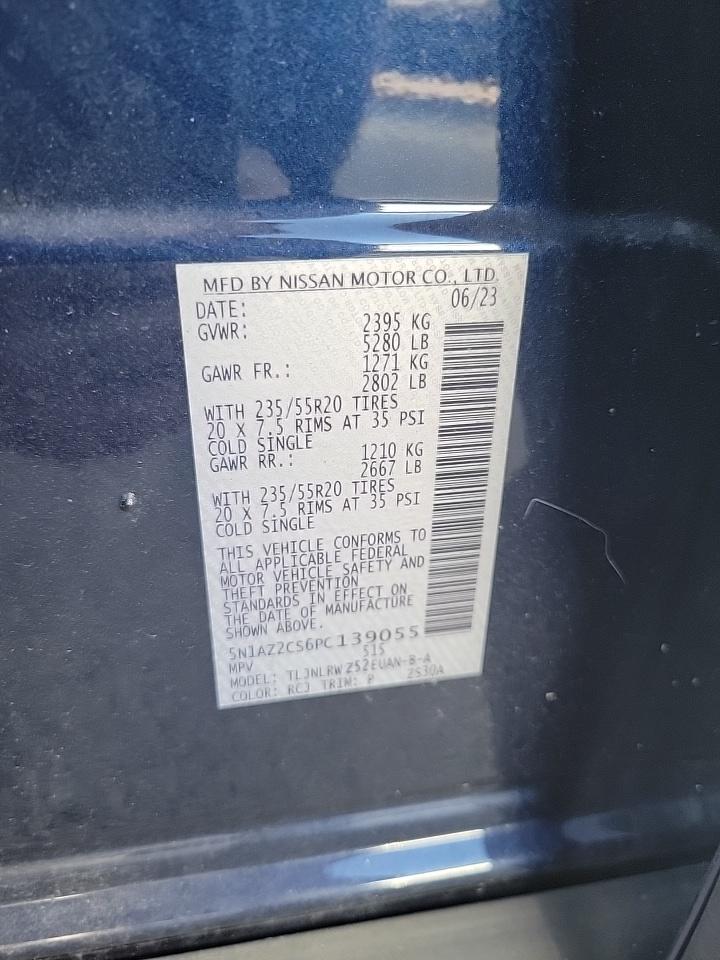 MFD BY NISSAN MOTOR CO., LTD.
DATE: 06/23
GVWR: 2395 KG
5280 LB
GAWR FR.: 1271 KG
2802 LB
WITH 235/55R20 TIRES
20 X 7.5 RIMS AT 35 PSI
COLD SINGLE
GAWR RR.: 1210 KG
2667 LB
WITH 235/55R20 TIRES
20 X 7.5 RIMS AT 35 PSI
COLD SINGLE
THIS VEHICLE CONFORMS TO
ALL APPLICABLE FEDERAL
MOTOR VEHICLE SAFETY AND
THEFT PREVENTION
STANDARDS IN EFFECT ON
THE DATE OF MANUFACTURE
SHOWN ABOVE.
5N1AZ2CS6PC139055
MPV 515
MODEL: TLJNLRWZ52EUAN-B-A
COLOR: RCJ TRIM: P ZS30A